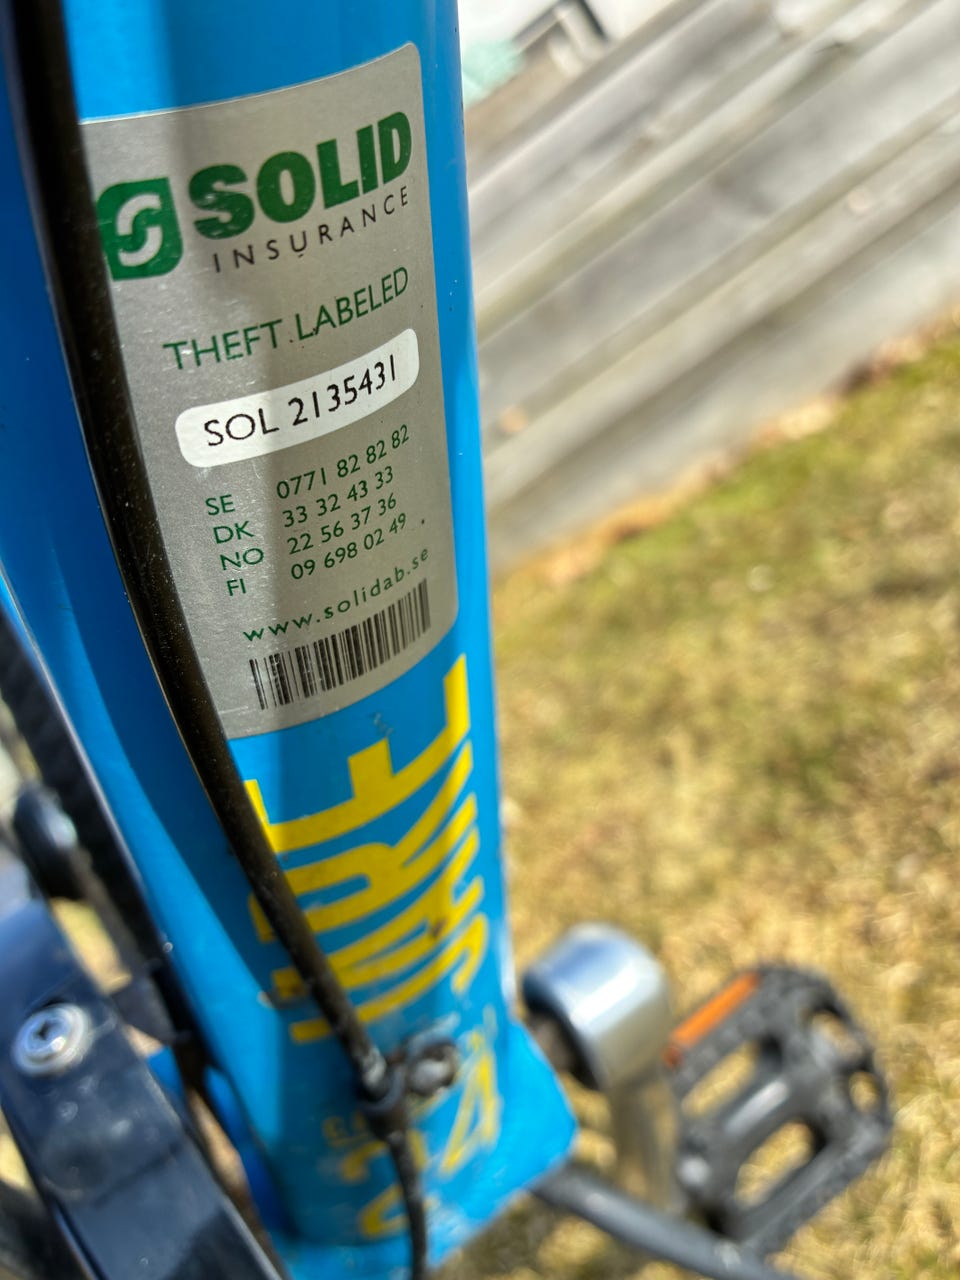 SOLID
INSURANCE
THEFT LABELED
SOL 2135431
SE 0771 82 82 82
DK 33 32 43 33
NO 22 56 37 36
FI 09 698 02 49
www.solidab.se